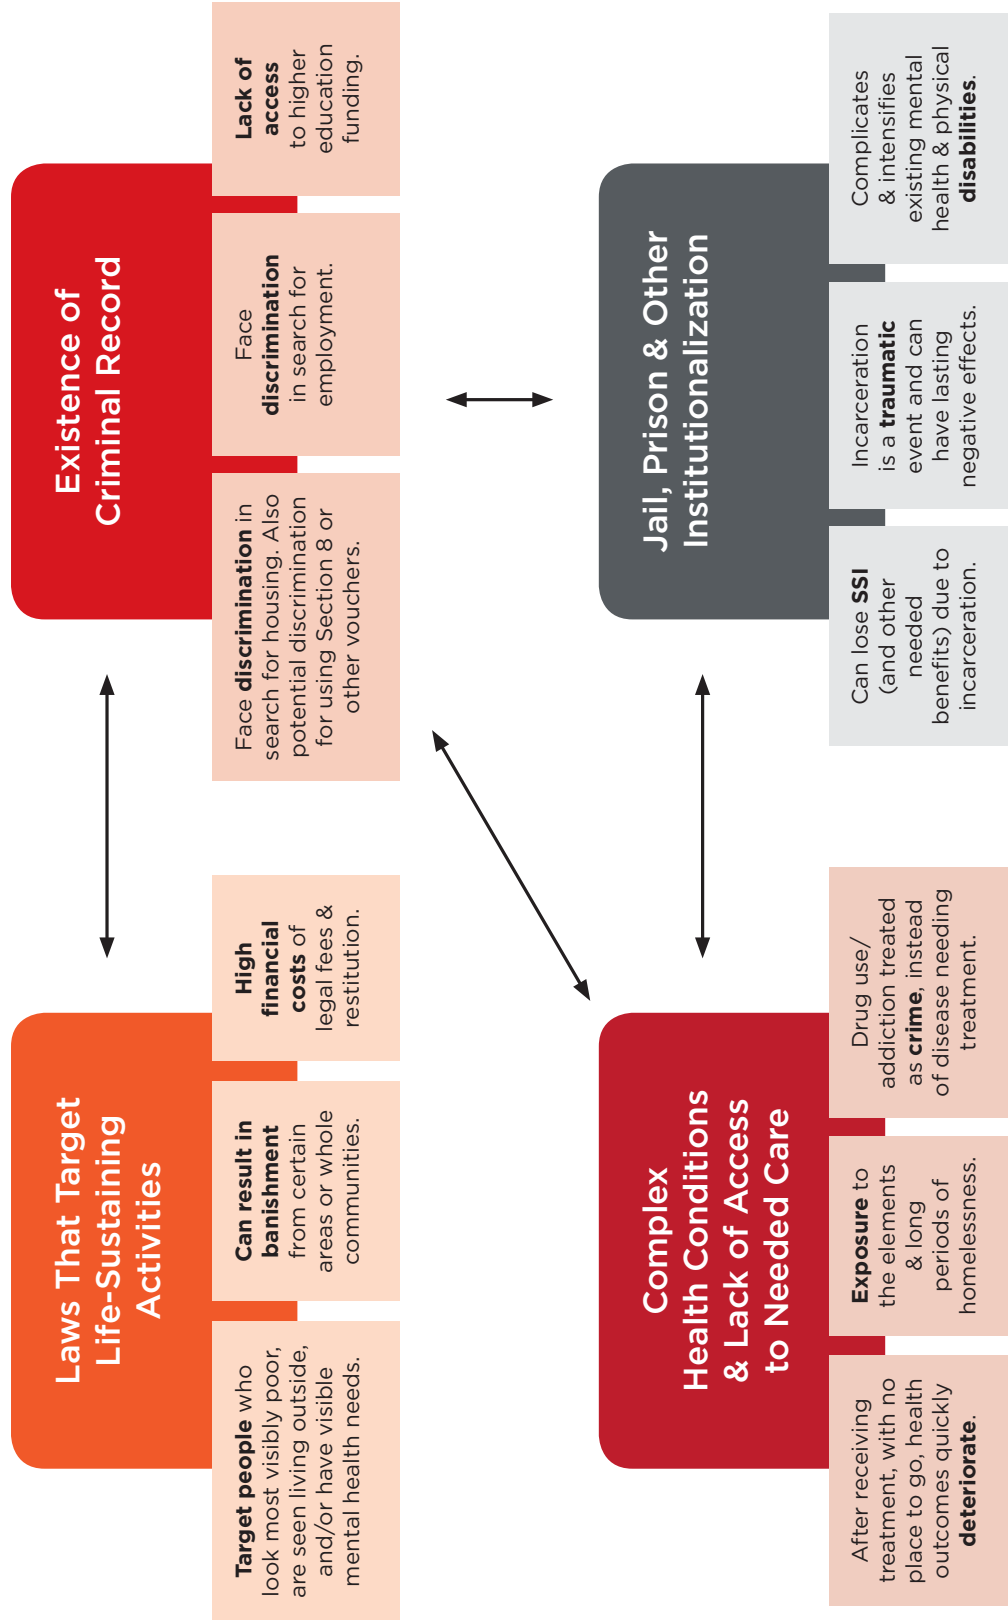 Laws That Target
Life-Sustaining
Activities
Target people who
look most visibly poor,
are seen living outside,
and/or have visible
mental health needs.
Can result in
banishment
from certain
areas or whole
communities.
High
financial
costs of
legal fees &
restitution.
Existence of
Criminal Record
Face discrimination in
search for housing. Also
potential discrimination
for using Section 8 or
other vouchers.
Face
discrimination
in search for
employment.
Lack of
access
to higher
education
funding.
Complex
Health Conditions
& Lack of Access
to Needed Care
After receiving
treatment, with no
place to go, health
outcomes quickly
deteriorate.
Exposure to
the elements
& long
periods of
homelessness.
Drug use/
addiction treated
as crime, instead
of disease needing
treatment.
Jail, Prison & Other
Institutionalization
Can lose SSI
(and other
needed
benefits) due to
incarceration.
Incarceration
is a traumatic
event and can
have lasting
negative effects.
Complicates
& intensifies
existing mental
health & physical
disabilities.